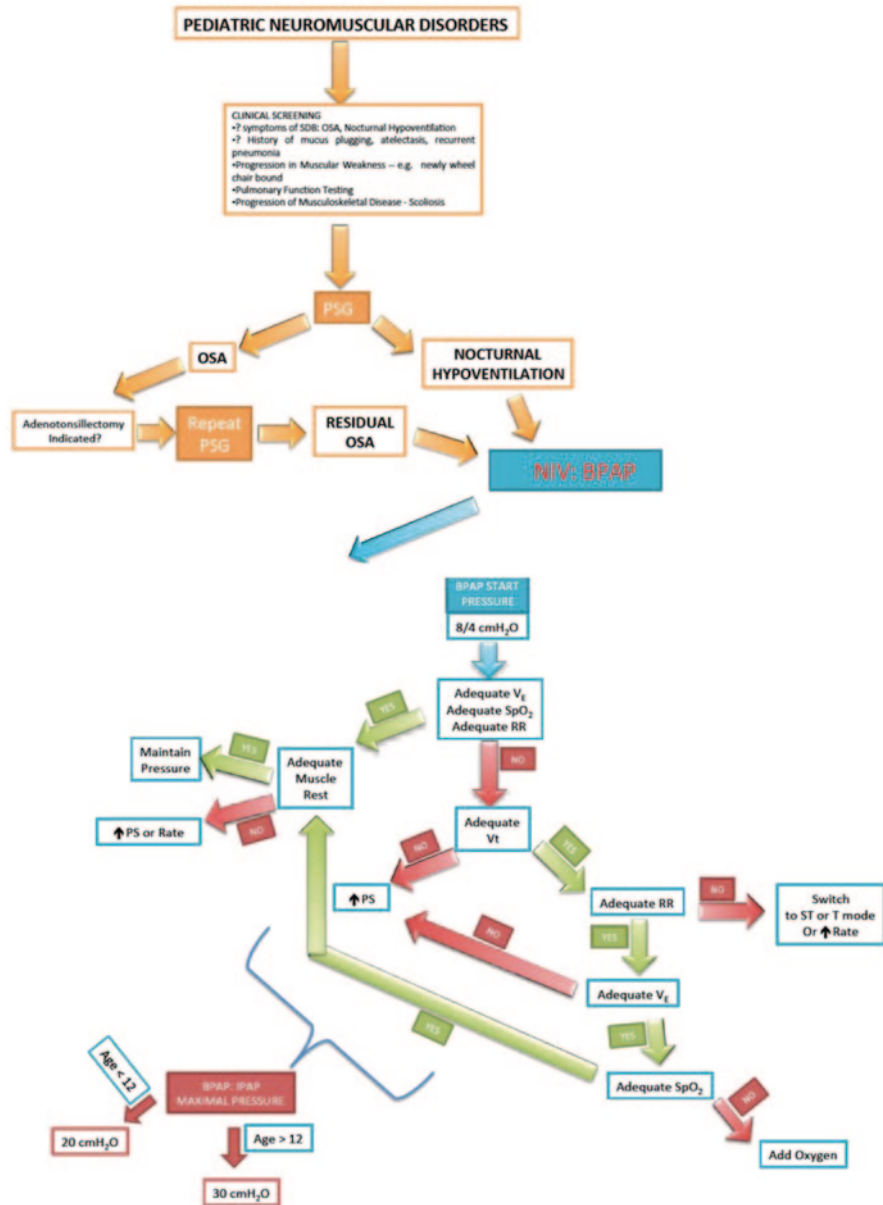 PEDIATRIC NEUROMUSCULAR DISORDERS
CLINICAL SCREENING
•? symptoms of SDB: OSA, Nocturnal Hypoventilation
•? History of mucus plugging, atelectasis, recurrent
pneumonia
•Progression in Muscular Weakness – e.g. newly wheel
chair bound
•Pulmonary Function Testing
•Progression of Musculoskeletal Disease - Scoliosis
PSG
OSA
NOCTURNAL
HYPOVENTILATION
Adenotonsillectomy
Indicated?
Repeat
PSG
RESIDUAL
OSA
NIV: BPAP
BPAP START
PRESSURE
8/4 cmH₂O
Adequate V_E
Adequate SpO₂
Adequate RR
YES
NO
Adequate
Muscle
Rest
YES
Maintain
Pressure
NO
↑PS or Rate
Adequate
Vt
NO
YES
↑PS
Adequate RR
NO
Switch
to ST or T mode
Or ↑Rate
YES
NO
Adequate V_E
YES
YES
Adequate SpO₂
NO
Add Oxygen
BPAP: IPAP
MAXIMAL PRESSURE
Age < 12
20 cmH₂O
Age > 12
30 cmH₂O